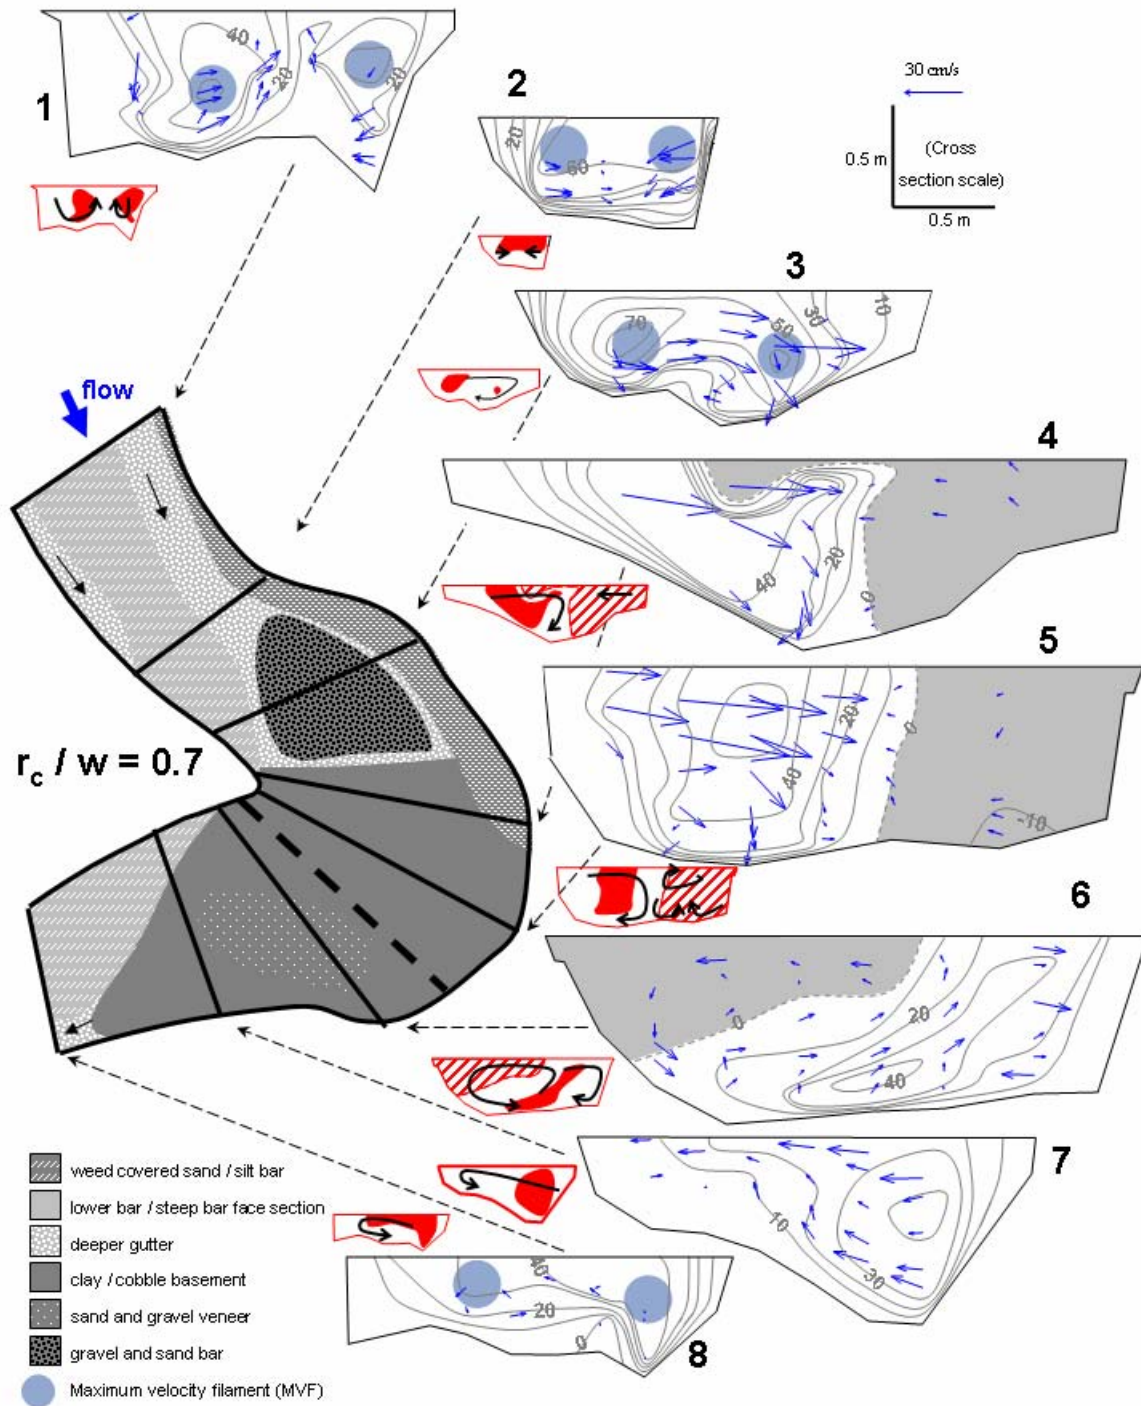 1
40
20
20
2
20
60
30 cm/s
0.5 m
(Cross
section scale)
0.5 m
3
70
50
30
10
flow
4
40
20
0
5
20
40
0
-10
r_c / w = 0.7
6
0
20
40
7
10
30
8
40
20
0
weed covered sand / silt bar
lower bar / steep bar face section
deeper gutter
clay / cobble basement
sand and gravel veneer
gravel and sand bar
Maximum velocity filament (MVF)